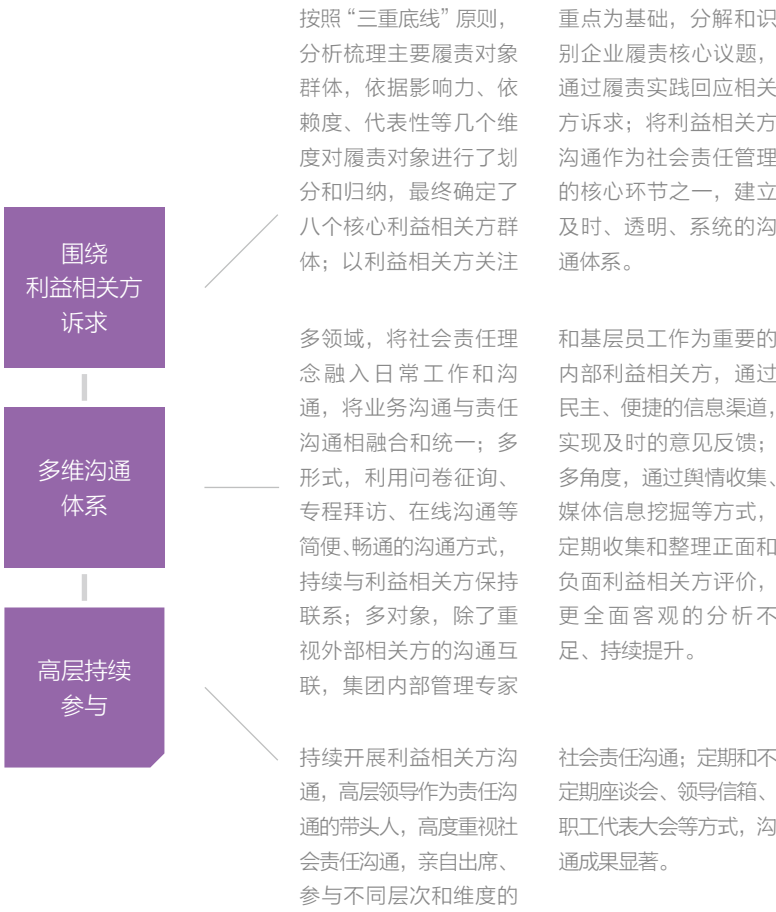 围绕
利益相关方
诉求
按照“三重底线”原则，
分析梳理主要履责对象
群体，依据影响力、依
赖度、代表性等几个维
度对履责对象进行了划
分和归纳，最终确定了
八个核心利益相关方群
体；以利益相关方关注
重点为基础，分解和识
别企业履责核心议题，
通过履责实践回应相关
方诉求；将利益相关方
沟通作为社会责任管理
的核心环节之一，建立
及时、透明、系统的沟
通体系。
多维沟通
体系
多领域，将社会责任理
念融入日常工作和沟
通，将业务沟通与责任
沟通相融合和统一；多
形式，利用问卷征询、
专程拜访、在线沟通等
简便、畅通的沟通方式，
持续与利益相关方保持
联系；多对象，除了重
视外部相关方的沟通互
联，集团内部管理专家
和基层员工作为重要的
内部利益相关方，通过
民主、便捷的信息渠道，
实现及时的意见反馈；
多角度，通过舆情收集、
媒体信息挖掘等方式，
定期收集和整理正面和
负面利益相关方评价，
更全面客观的分析不
足、持续提升。
高层持续
参与
持续开展利益相关方沟
通，高层领导作为责任沟
通的带头人，高度重视社
会责任沟通，亲自出席、
参与不同层次和维度的
社会责任沟通；定期和不
定期座谈会、领导信箱、
职工代表大会等方式，沟
通成果显著。